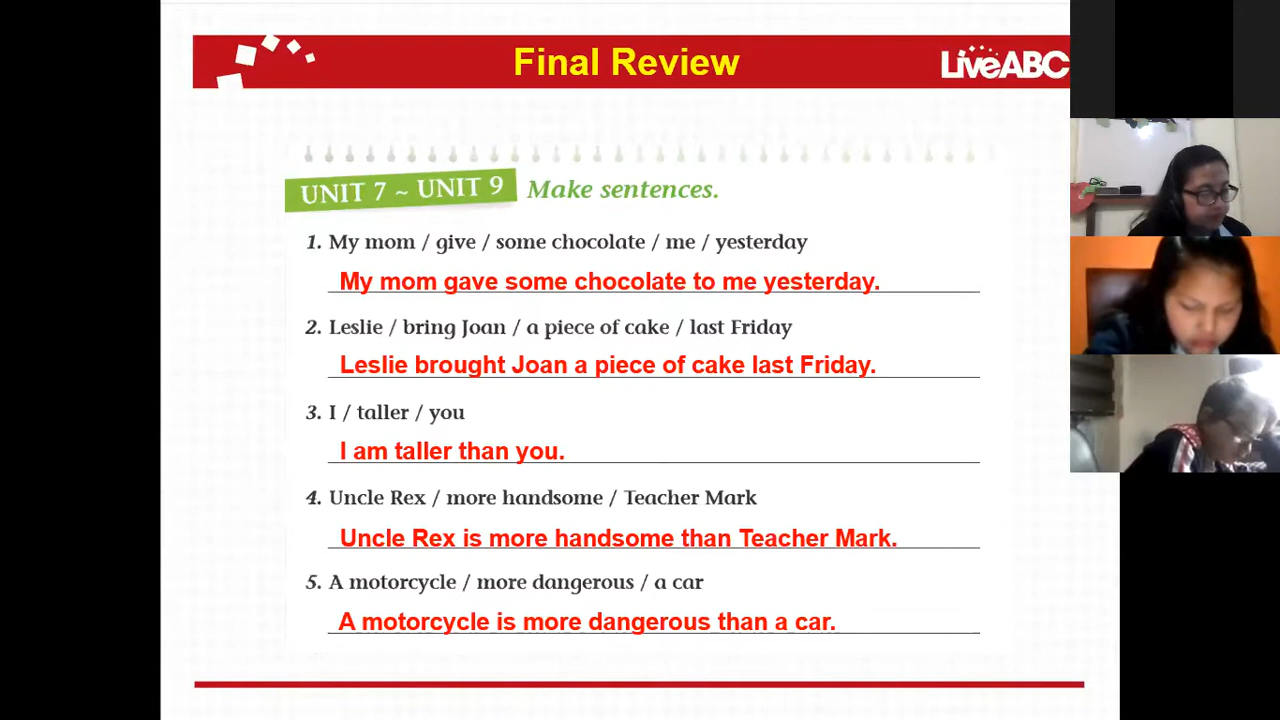 Final Review
LiveABC
UNIT 7 ~ UNIT 9 Make sentences.
1. My mom / give / some chocolate / me / yesterday
My mom gave some chocolate to me yesterday.
2. Leslie / bring Joan / a piece of cake / last Friday
Leslie brought Joan a piece of cake last Friday.
3. I / taller / you
I am taller than you.
4. Uncle Rex / more handsome / Teacher Mark
Uncle Rex is more handsome than Teacher Mark.
5. A motorcycle / more dangerous / a car
A motorcycle is more dangerous than a car.